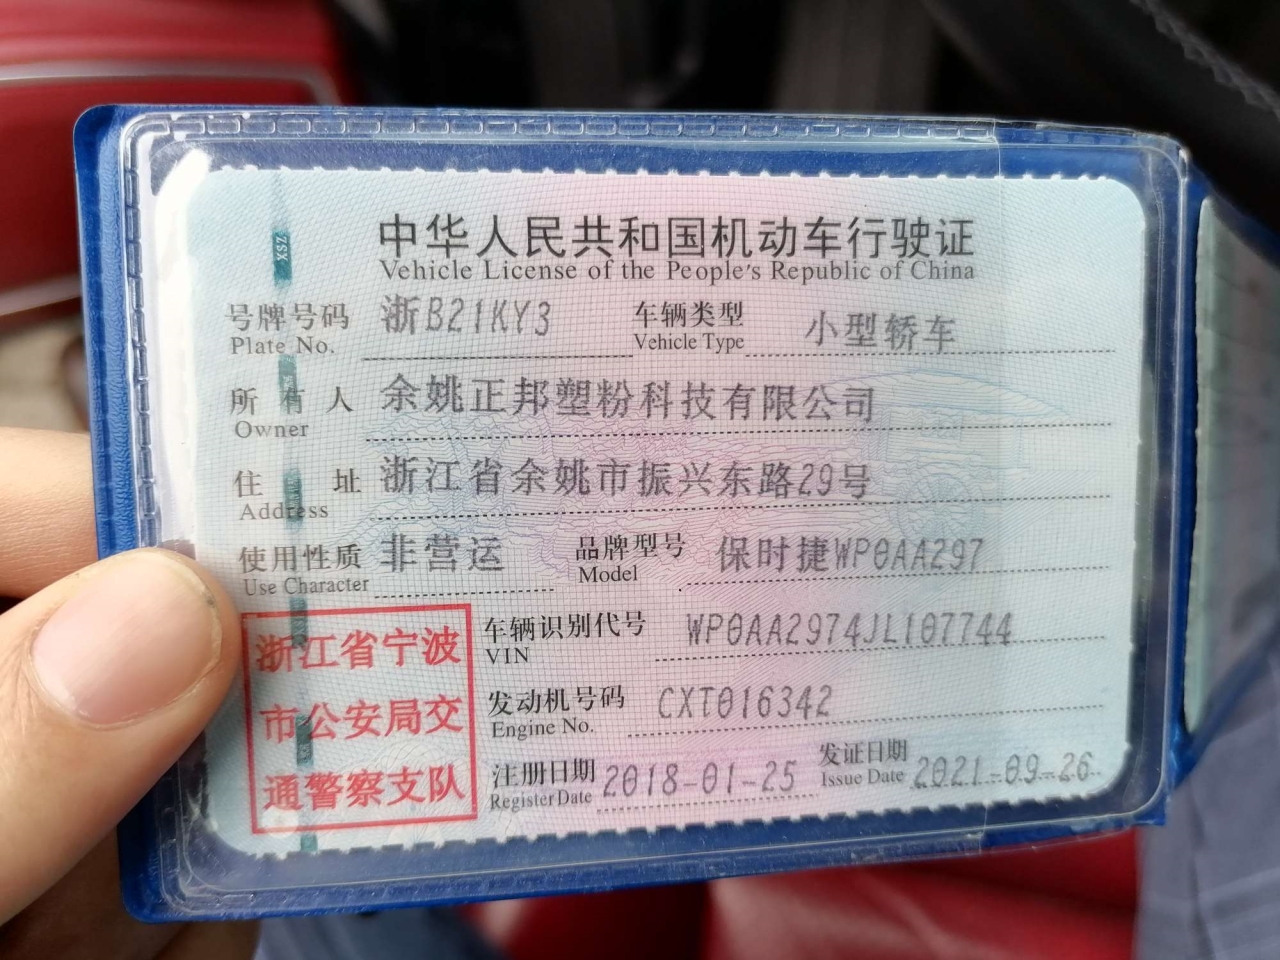 中华人民共和国机动车行驶证
Vehicle License of the People's Republic of China
号牌号码 浙B21KY3 车辆类型 小型轿车
Plate No. Vehicle Type
所有人 余姚正邦塑粉科技有限公司
Owner
住址 浙江省余姚市振兴东路29号
Address
使用性质 非营运 品牌型号 保时捷WP0AA297
Use Character Model
浙江省宁波
市公安局交
通警察支队
车辆识别代号 WP0AA2974JL107744
VIN
发动机号码 CXT016342
Engine No.
注册日期 2018-01-25 发证日期 2021-09-26
Register Date Issue Date
XSZ